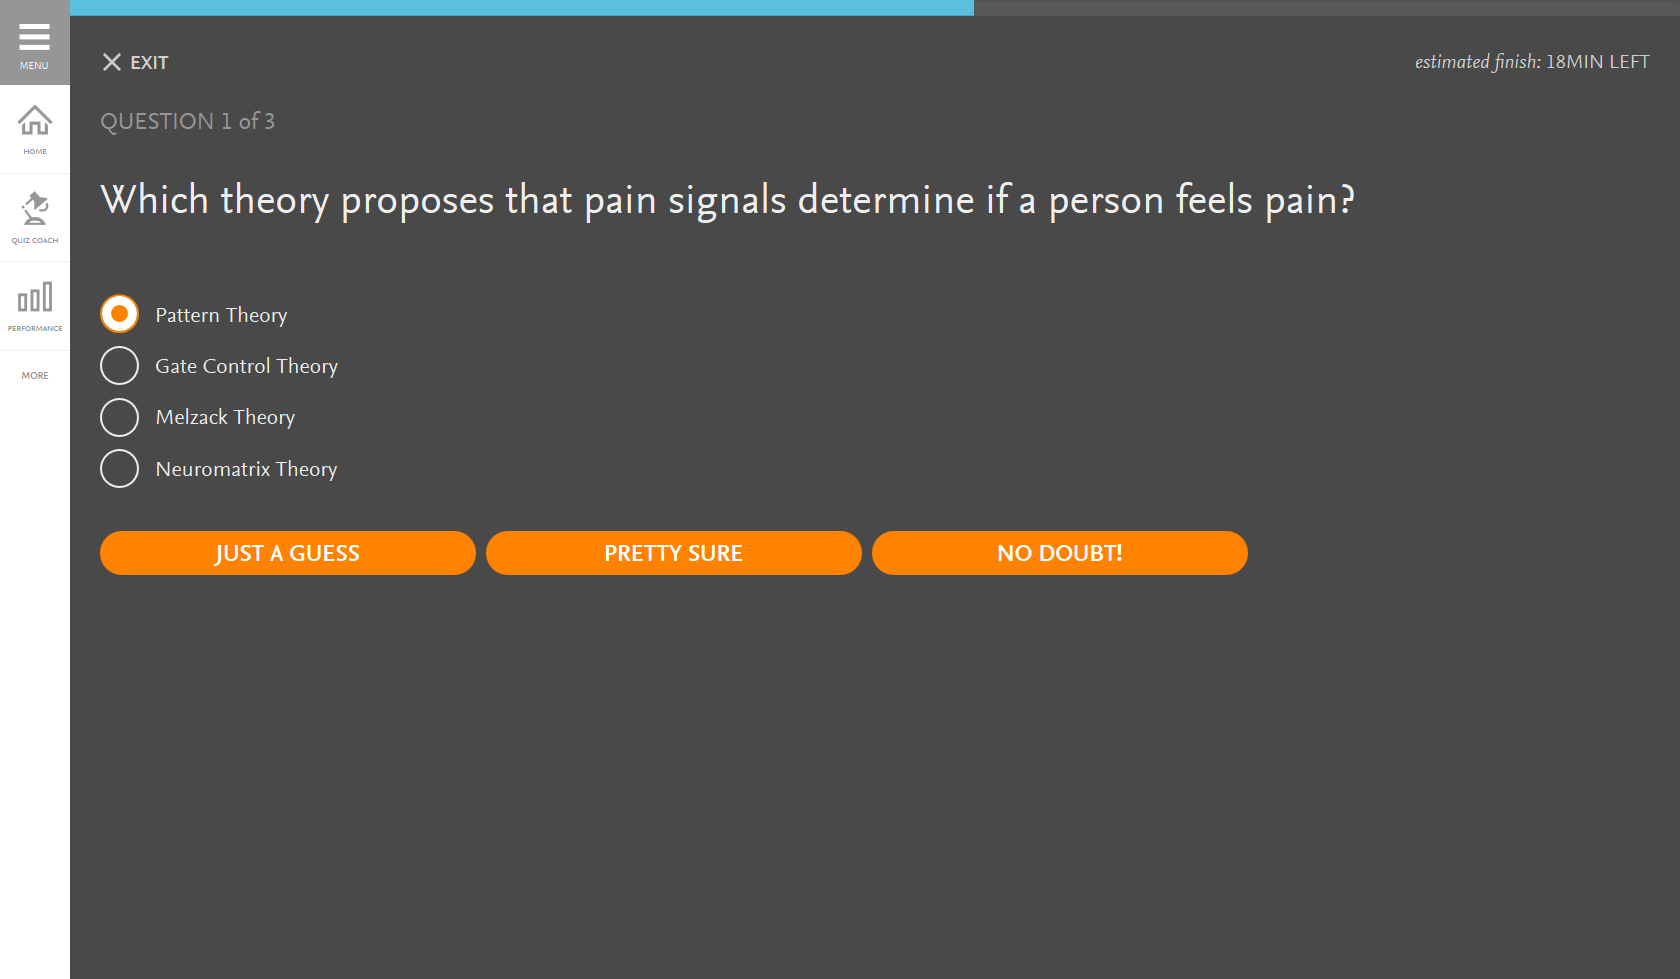 MENU
HOME
QUIZ COACH
PERFORMANCE
MORE
EXIT
estimated finish: 18MIN LEFT
QUESTION 1 of 3
Which theory proposes that pain signals determine if a person feels pain?
Pattern Theory
Gate Control Theory
Melzack Theory
Neuromatrix Theory
JUST A GUESS
PRETTY SURE
NO DOUBT!